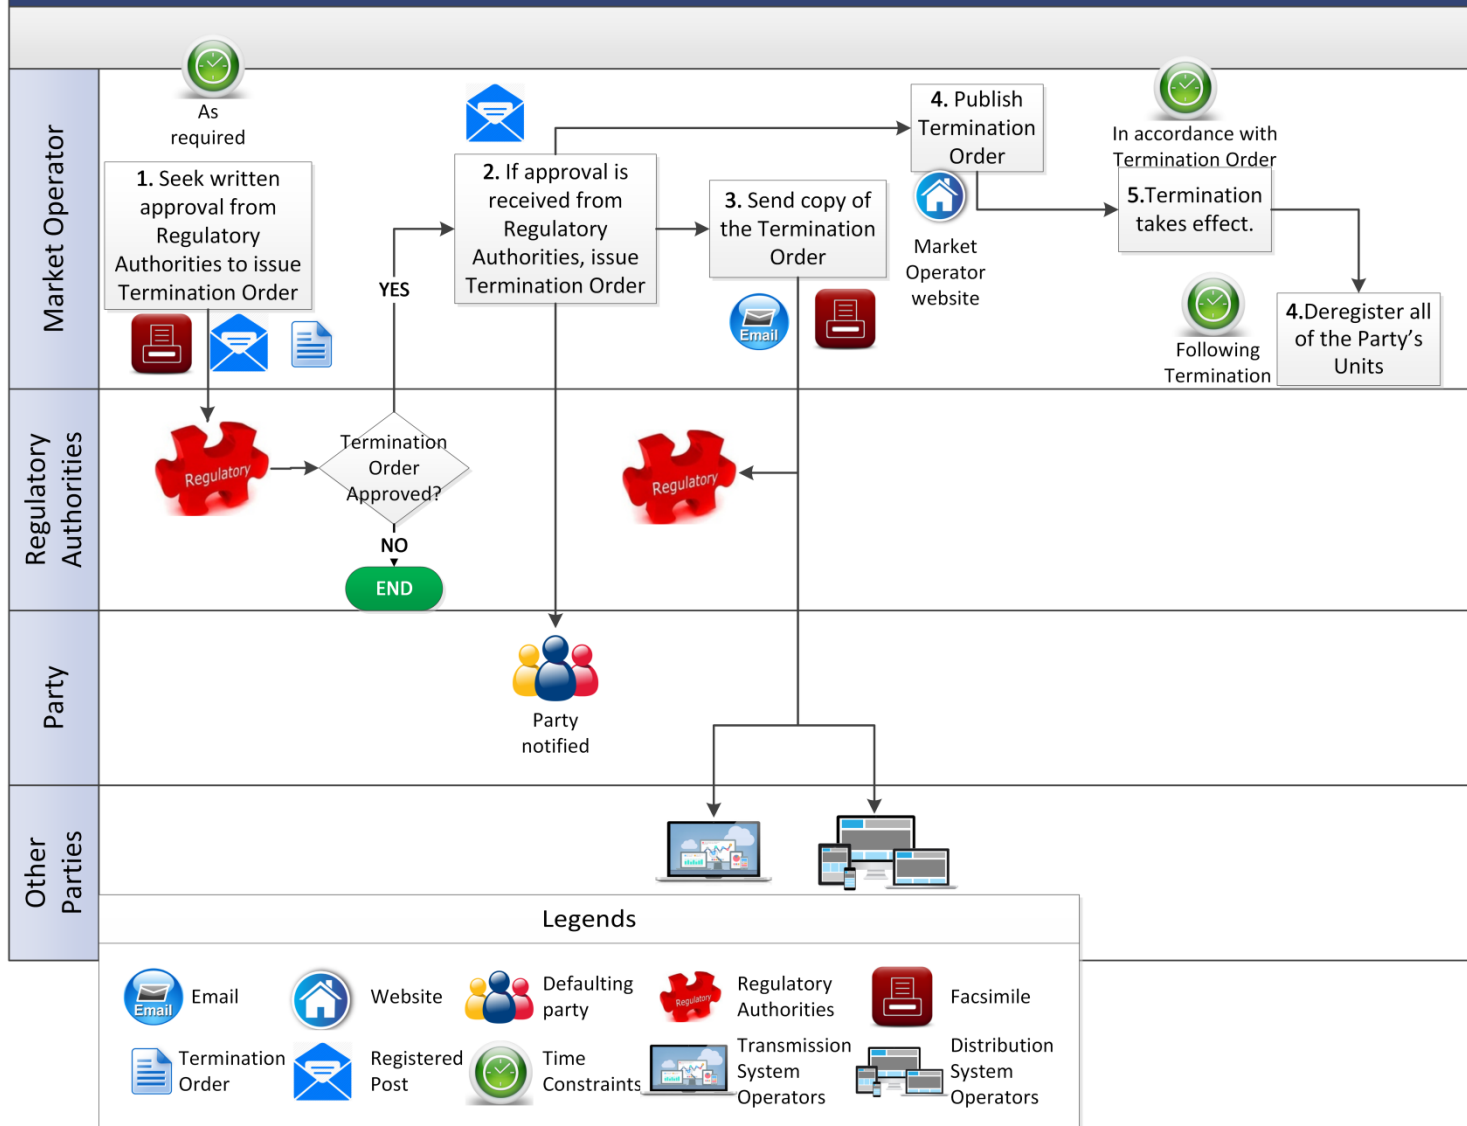 Market Operator
As
required
1. Seek written
approval from
Regulatory
Authorities to issue
Termination Order
YES
2. If approval is
received from
Regulatory
Authorities, issue
Termination Order
3. Send copy of
the Termination
Order
Email
4. Publish
Termination
Order
Market
Operator
website
In accordance with
Termination Order
5.Termination
takes effect.
Following
Termination
4.Deregister all
of the Party's
Units
Regulatory
Authorities
Regulatory
Termination
Order
Approved?
NO
END
Regulatory
Party
Party
notified
Other
Parties
Legends
Email
Email
Website
Defaulting
party
Regulatory
Regulatory
Authorities
Facsimile
Termination
Order
Registered
Post
Time
Constraints
Transmission
System
Operators
Distribution
System
Operators